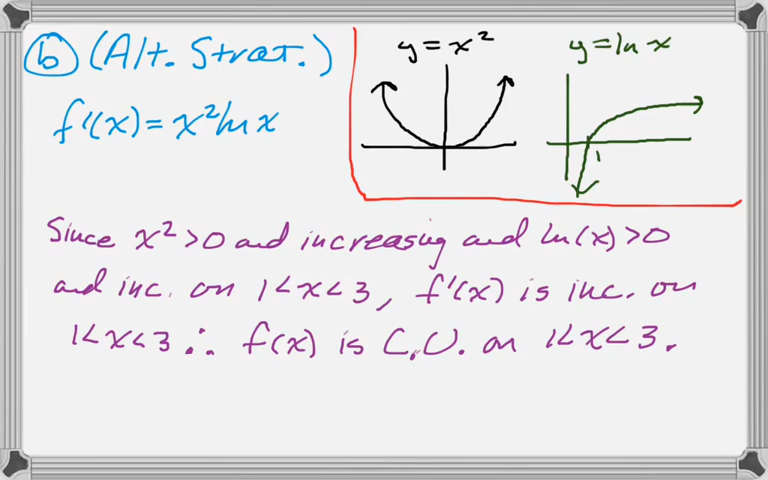 b (Alt. Strat.)
f'(x) = x²ln x
y = x²
y = ln x
1
Since x² > 0 and increasing and ln(x) > 0
and inc. on 1 < x < 3, f'(x) is inc. on
1 < x < 3 ∴ f(x) is C.U. on 1 < x < 3.